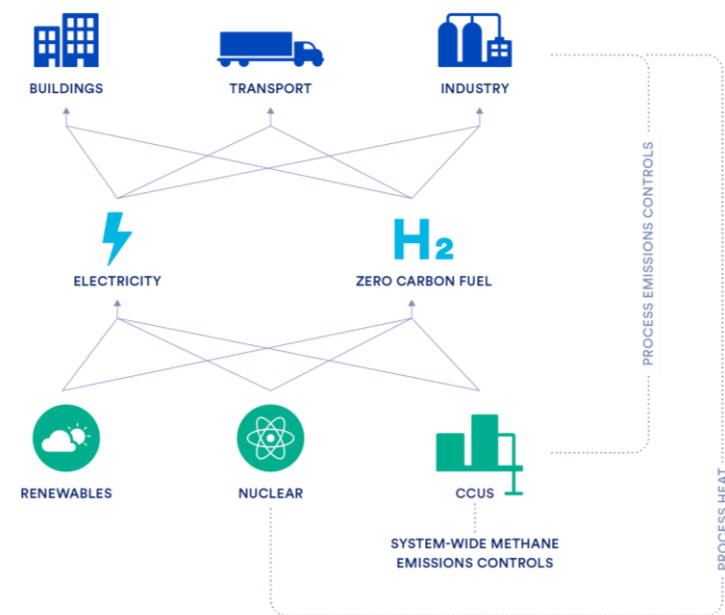 BUILDINGS
TRANSPORT
INDUSTRY
PROCESS EMISSIONS CONTROLS
H2
ELECTRICITY
ZERO CARBON FUEL
PROCESS HEAT
RENEWABLES
NUCLEAR
CCUS
SYSTEM-WIDE METHANE
EMISSIONS CONTROLS